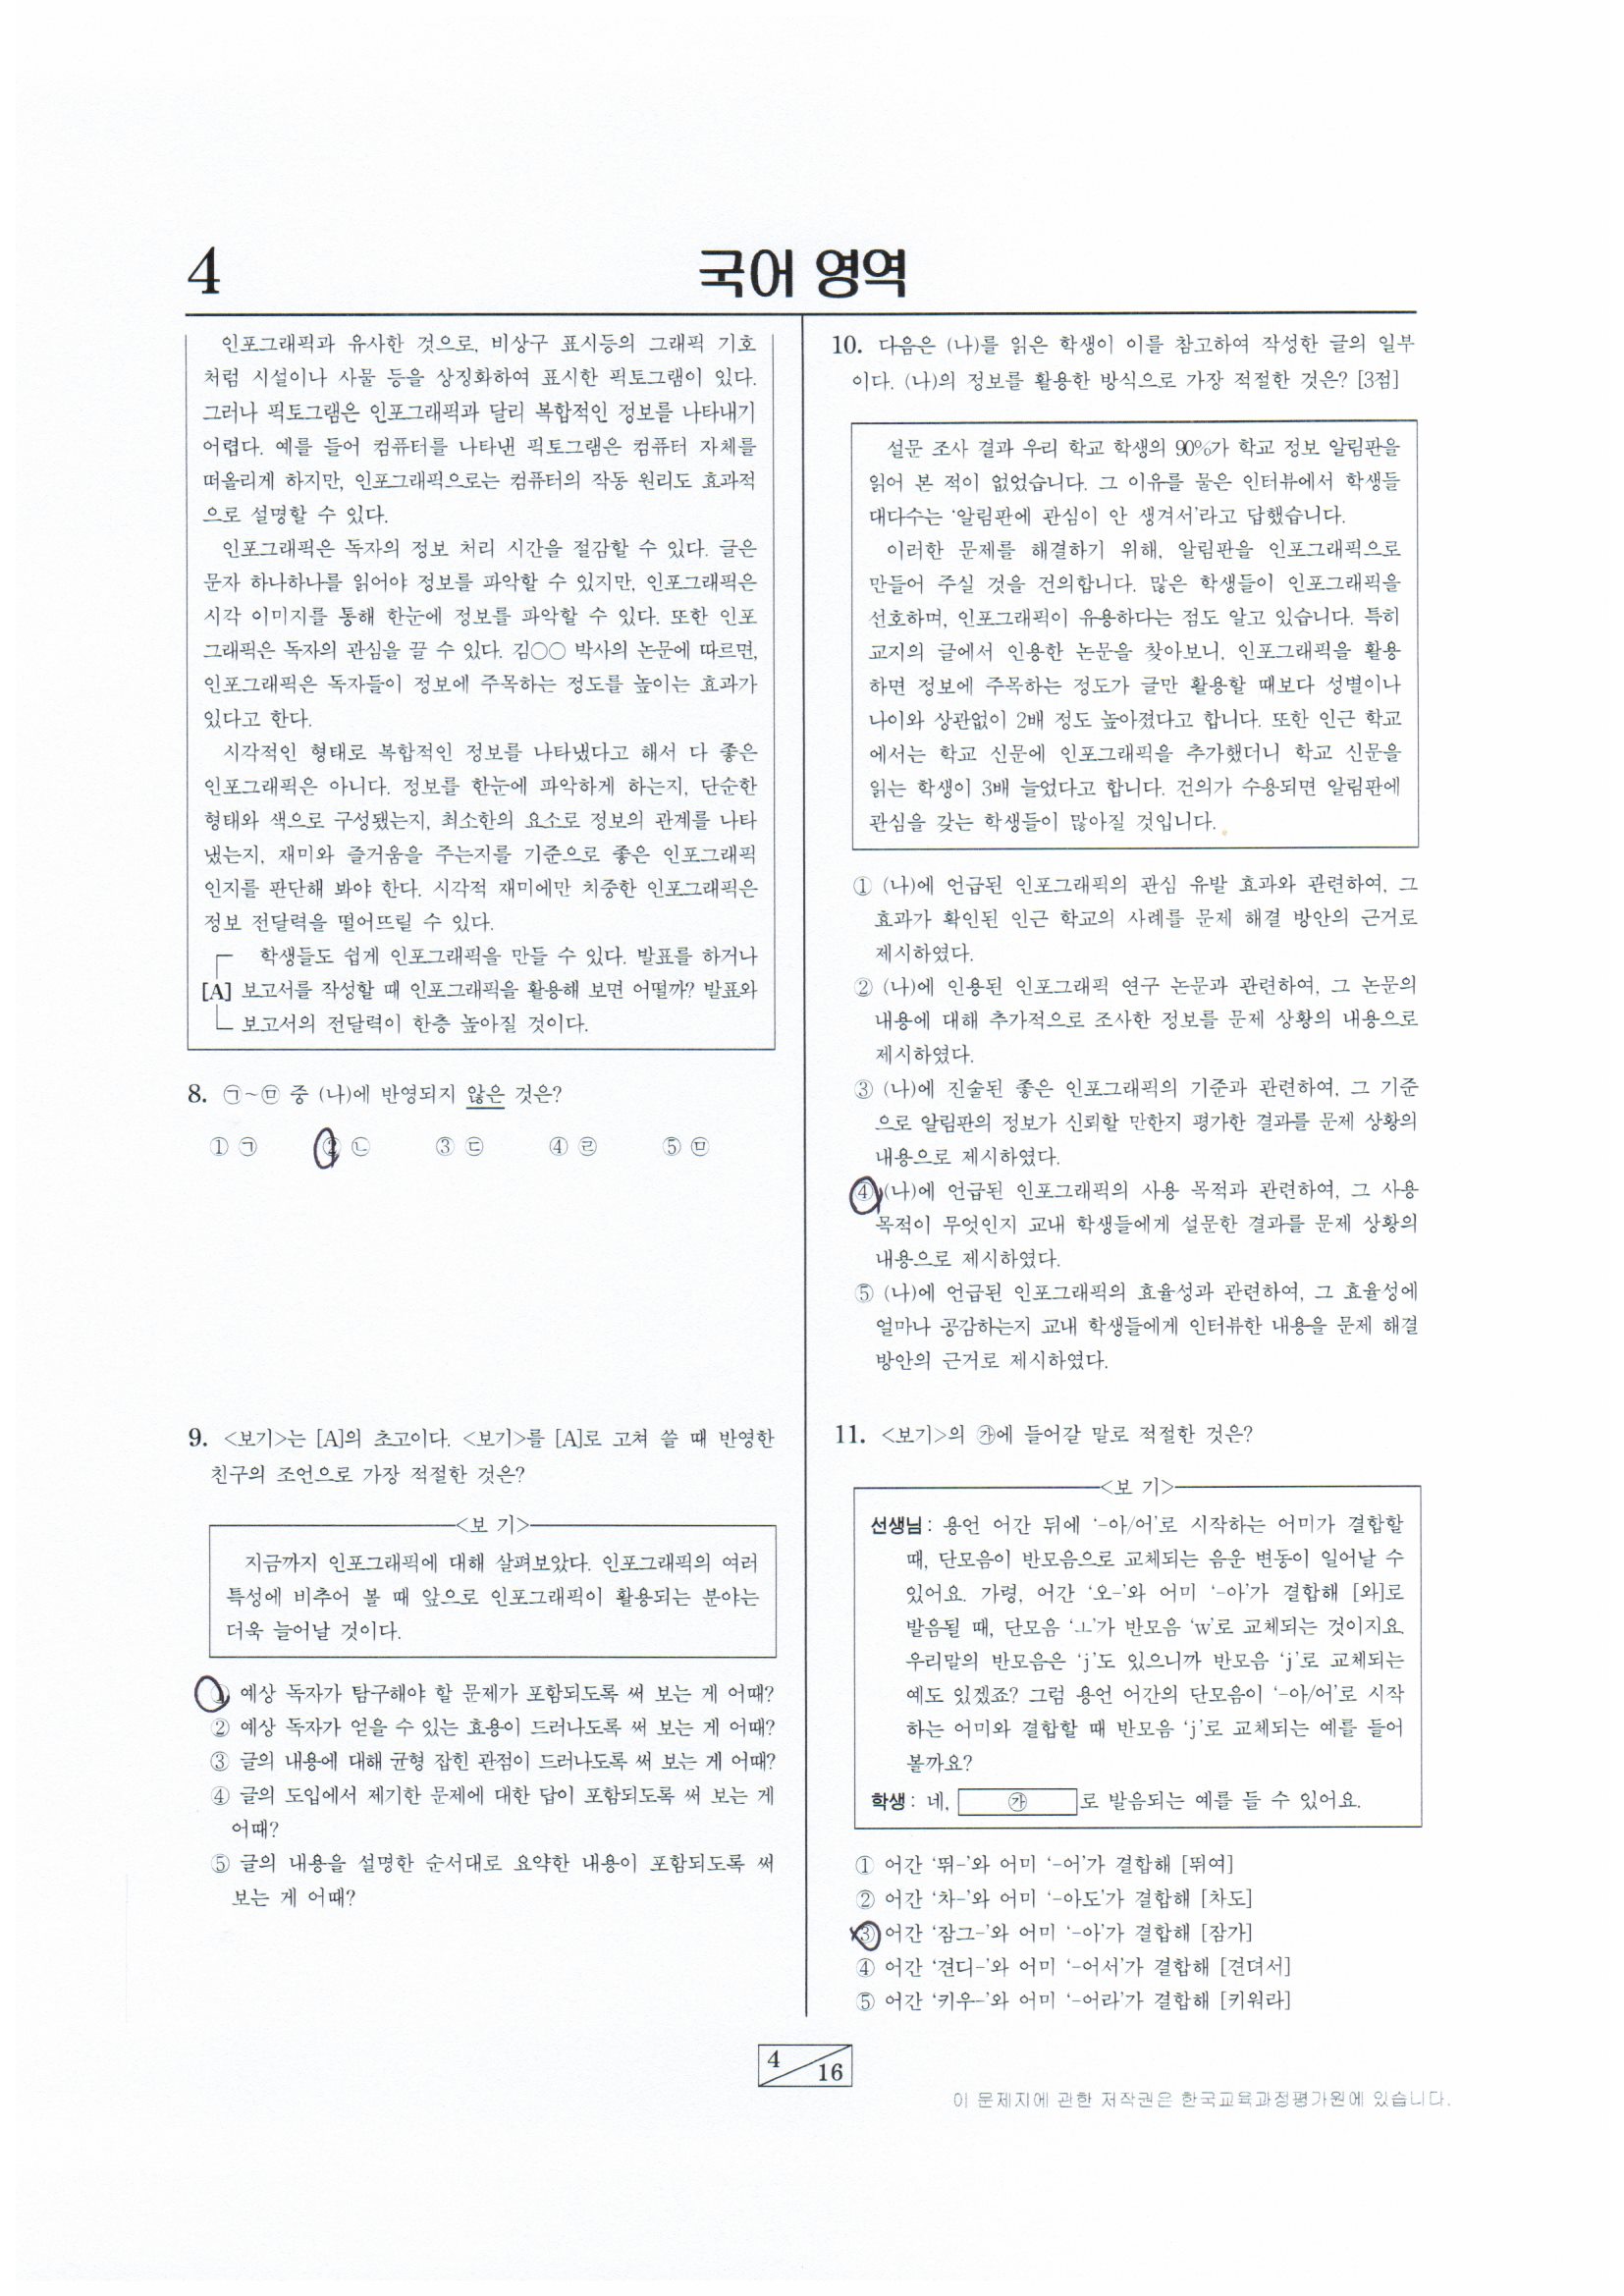 4
국어 영역
인포그래픽과 유사한 것으로, 비상구 표시등의 그래픽 기호
처럼 시설이나 사물 등을 상징화하여 표시한 픽토그램이 있다.
그러나 픽토그램은 인포그래픽과 달리 복합적인 정보를 나타내기
어렵다. 예를 들어 컴퓨터를 나타낸 픽토그램은 컴퓨터 자체를
떠올리게 하지만, 인포그래픽으로는 컴퓨터의 작동 원리도 효과적
으로 설명할 수 있다.
인포그래픽은 독자의 정보 처리 시간을 절감할 수 있다. 글은
문자 하나하나를 읽어야 정보를 파악할 수 있지만, 인포그래픽은
시각 이미지를 통해 한눈에 정보를 파악할 수 있다. 또한 인포
그래픽은 독자의 관심을 끌 수 있다. 김○○ 박사의 논문에 따르면,
인포그래픽은 독자들이 정보에 주목하는 정도를 높이는 효과가
있다고 한다.
시각적인 형태로 복합적인 정보를 나타냈다고 해서 다 좋은
인포그래픽은 아니다. 정보를 한눈에 파악하게 하는지, 단순한
형태와 색으로 구성됐는지, 최소한의 요소로 정보의 관계를 나타
냈는지, 재미와 즐거움을 주는지를 기준으로 좋은 인포그래픽
인지를 판단해 봐야 한다. 시각적 재미에만 치중한 인포그래픽은
정보 전달력을 떨어뜨릴 수 있다.
학생들도 쉽게 인포그래픽을 만들 수 있다. 발표를 하거나
[A] 보고서를 작성할 때 인포그래픽을 활용해 보면 어떨까? 발표와
보고서의 전달력이 한층 높아질 것이다.
8. ㉠~㉤ 중 (나)에 반영되지 않은 것은?
① ㉠ ② ㉡ ③ ㉢ ④ ㉣ ⑤ ㉤
9. <보기>는 [A]의 초고이다. <보기>를 [A]로 고쳐 쓸 때 반영한
친구의 조언으로 가장 적절한 것은?
<보 기>
지금까지 인포그래픽에 대해 살펴보았다. 인포그래픽의 여러
특성에 비추어 볼 때 앞으로 인포그래픽이 활용되는 분야는
더욱 늘어날 것이다.
① 예상 독자가 탐구해야 할 문제가 포함되도록 써 보는 게 어때?
② 예상 독자가 얻을 수 있는 효용이 드러나도록 써 보는 게 어때?
③ 글의 내용에 대해 균형 잡힌 관점이 드러나도록 써 보는 게 어때?
④ 글의 도입에서 제기한 문제에 대한 답이 포함되도록 써 보는 게
어때?
⑤ 글의 내용을 설명한 순서대로 요약한 내용이 포함되도록 써
보는 게 어때?
10. 다음은 (나)를 읽은 학생이 이를 참고하여 작성한 글의 일부
이다. (나)의 정보를 활용한 방식으로 가장 적절한 것은? [3점]
설문 조사 결과 우리 학교 학생의 90%가 학교 정보 알림판을
읽어 본 적이 없었습니다. 그 이유를 물은 인터뷰에서 학생들
대다수는 ‘알림판에 관심이 안 생겨서’라고 답했습니다.
이러한 문제를 해결하기 위해, 알림판을 인포그래픽으로
만들어 주실 것을 건의합니다. 많은 학생들이 인포그래픽을
선호하며, 인포그래픽이 유용하다는 점도 알고 있습니다. 특히
교지의 글에서 인용한 논문을 찾아보니, 인포그래픽을 활용
하면 정보에 주목하는 정도가 글만 활용할 때보다 성별이나
나이와 상관없이 2배 정도 높아졌다고 합니다. 또한 인근 학교
에서는 학교 신문에 인포그래픽을 추가했더니 학교 신문을
읽는 학생이 3배 늘었다고 합니다. 건의가 수용되면 알림판에
관심을 갖는 학생들이 많아질 것입니다.
① (나)에 언급된 인포그래픽의 관심 유발 효과와 관련하여, 그
효과가 확인된 인근 학교의 사례를 문제 해결 방안의 근거로
제시하였다.
② (나)에 인용된 인포그래픽 연구 논문과 관련하여, 그 논문의
내용에 대해 추가적으로 조사한 정보를 문제 상황의 내용으로
제시하였다.
③ (나)에 진술된 좋은 인포그래픽의 기준과 관련하여, 그 기준
으로 알림판의 정보가 신뢰할 만한지 평가한 결과를 문제 상황의
내용으로 제시하였다.
④ (나)에 언급된 인포그래픽의 사용 목적과 관련하여, 그 사용
목적이 무엇인지 교내 학생들에게 설문한 결과를 문제 상황의
내용으로 제시하였다.
⑤ (나)에 언급된 인포그래픽의 효율성과 관련하여, 그 효율성에
얼마나 공감하는지 교내 학생들에게 인터뷰한 내용을 문제 해결
방안의 근거로 제시하였다.
11. <보기>의 ㉮에 들어갈 말로 적절한 것은?
<보 기>
선생님: 용언 어간 뒤에 ‘-아/어’로 시작하는 어미가 결합할
때, 단모음이 반모음으로 교체되는 음운 변동이 일어날 수
있어요. 가령, 어간 ‘오-’와 어미 ‘-아’가 결합해 [와]로
발음될 때, 단모음 ‘ㅗ’가 반모음 ‘w’로 교체되는 것이지요.
우리말의 반모음은 ‘j’도 있으니까 반모음 ‘j’로 교체되는
예도 있겠죠? 그럼 용언 어간의 단모음이 ‘-아/어’로 시작
하는 어미와 결합할 때 반모음 ‘j’로 교체되는 예를 들어
볼까요?
학생: 네, ㉮ 로 발음되는 예를 들 수 있어요.
① 어간 ‘뛰-’와 어미 ‘-어’가 결합해 [뛰여]
② 어간 ‘차-’와 어미 ‘-아도’가 결합해 [차도]
③ 어간 ‘잠그-’와 어미 ‘-아’가 결합해 [잠가]
④ 어간 ‘견디-’와 어미 ‘-어서’가 결합해 [견뎌서]
⑤ 어간 ‘키우-’와 어미 ‘-어라’가 결합해 [키워라]
4 16
이 문제지에 관한 저작권은 한국교육과정평가원에 있습니다.